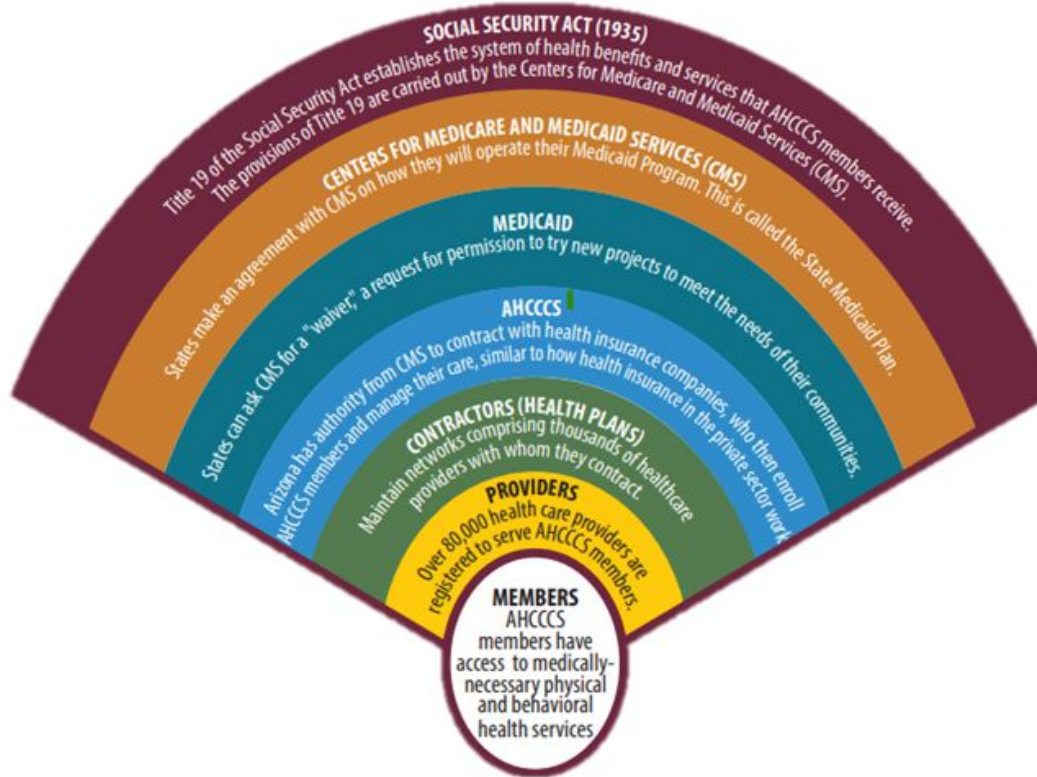 SOCIAL SECURITY ACT (1935)
Title 19 of the Social Security Act establishes the system of health benefits and services that AHCCCS members receive.
The provisions of Title 19 are carried out by the Centers for Medicare and Medicaid Services (CMS).
CENTERS FOR MEDICARE AND MEDICAID SERVICES (CMS)
States make an agreement with CMS on how they will operate their Medicaid Program. This is called the State Medicaid Plan.
MEDICAID
States can ask CMS for a "waiver," a request for permission to try new projects to meet the needs of their communities.
AHCCCS
Arizona has authority from CMS to contract with health insurance companies, who then enroll
AHCCCS members and manage their care, similar to how health insurance in the private sector work
CONTRACTORS (HEALTH PLANS)
Maintain networks comprising thousands of healthcare
providers with whom they contract.
PROVIDERS
Over 80,000 health care providers are
registered to serve AHCCCS members.
MEMBERS
AHCCCS
members have
access to medically-
necessary physical
and behavioral
health services